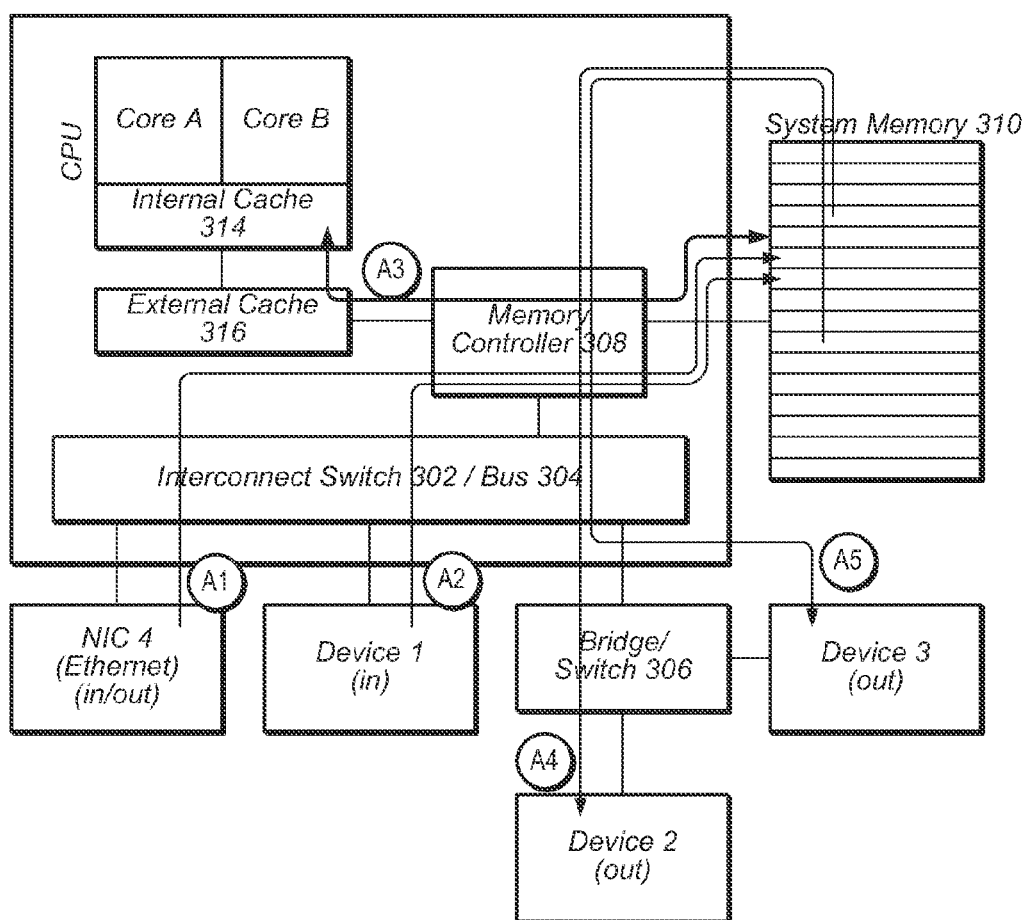 CPU
Core A
Core B
System Memory 310
Internal Cache
314
A3
External Cache
316
Memory
Controller 308
Interconnect Switch 302 / Bus 304
A1
A2
A5
NIC 4
(Ethernet)
(in/out)
Device 1
(in)
Bridge/
Switch 306
Device 3
(out)
A4
Device 2
(out)